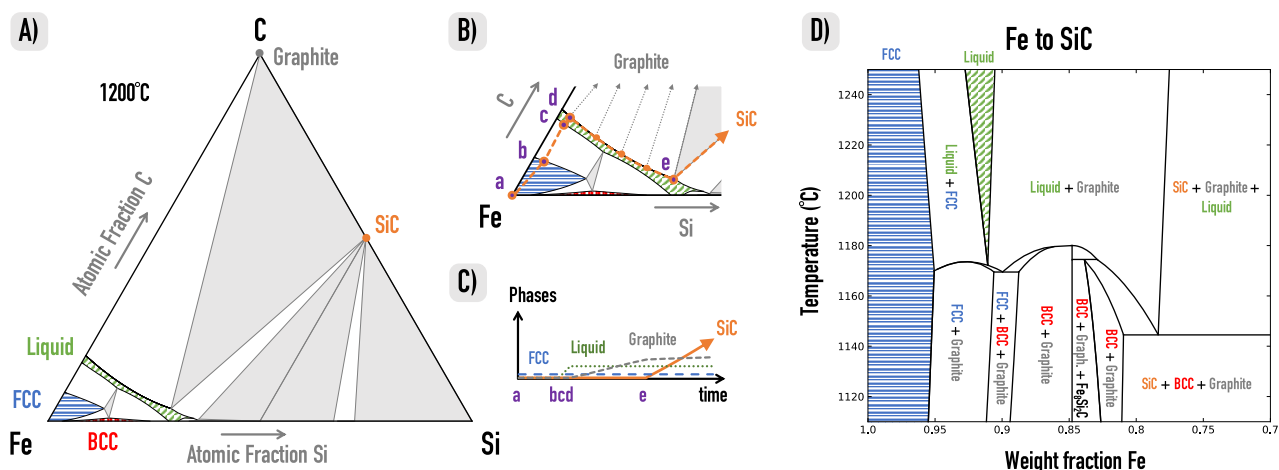 A)
C
Graphite
1200°C
Atomic Fraction C
SiC
Liquid
FCC
Fe
BCC
Atomic Fraction Si
Si
B)
Graphite
C
d
c
b
a
e
SiC
Fe
Si
C)
Phases
SiC
Graphite
FCC
Liquid
a
bcd
e
time
D)
Fe to SiC
FCC
Liquid
Temperature (°C)
1240
1220
1200
1180
1160
1140
1120
Liquid + FCC
Liquid + Graphite
SiC + Graphite +
Liquid
FCC + Graphite
FCC + BCC + Graphite
BCC + Graphite
BCC + Graph. + Fe8Si2C
BCC + Graphite
SiC + BCC + Graphite
1.0
0.95
0.9
0.85
0.8
0.7
Weight fraction Fe